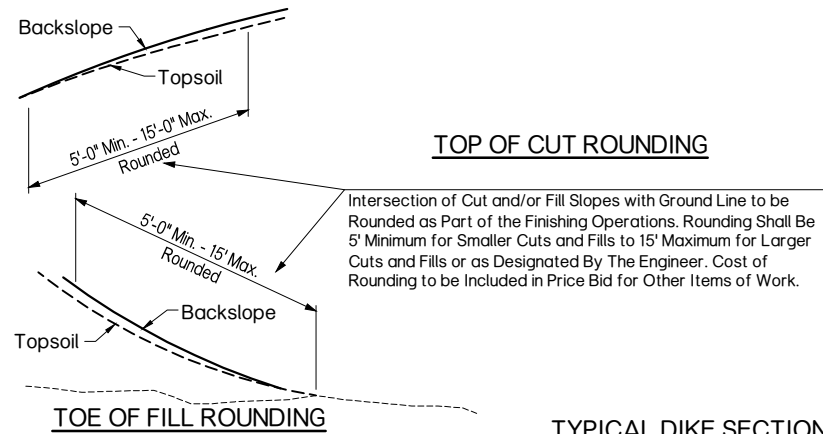 Backslope
Topsoil
5'-0" Min. - 15'-0" Max.
Rounded
TOP OF CUT ROUNDING
Intersection of Cut and/or Fill Slopes with Ground Line to be
Rounded as Part of the Finishing Operations. Rounding Shall Be
5' Minimum for Smaller Cuts and Fills to 15' Maximum for Larger
Cuts and Fills or as Designated By The Engineer. Cost of
Rounding to be Included in Price Bid for Other Items of Work.
5'-0" Min. - 15' Max.
Rounded
Backslope
Topsoil
TOE OF FILL ROUNDING
TYPICAL DIKE SECTION